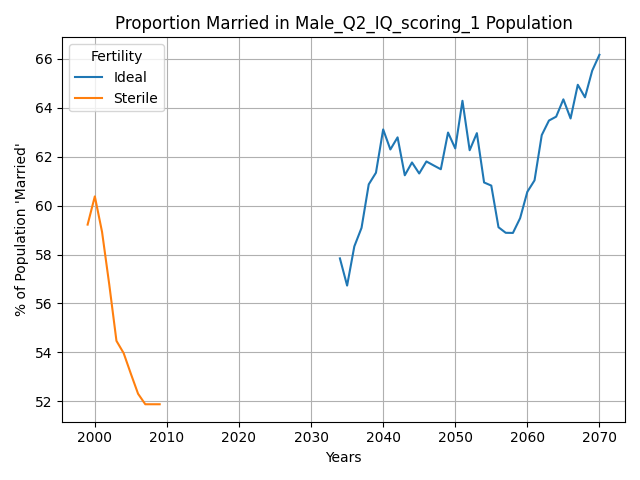 Proportion Married in Male_Q2_IQ_scoring_1 Population
Fertility
Ideal
Sterile
% of Population 'Married'
66
64
62
60
58
56
54
52
2000 2010 2020 2030 2040 2050 2060 2070
Years